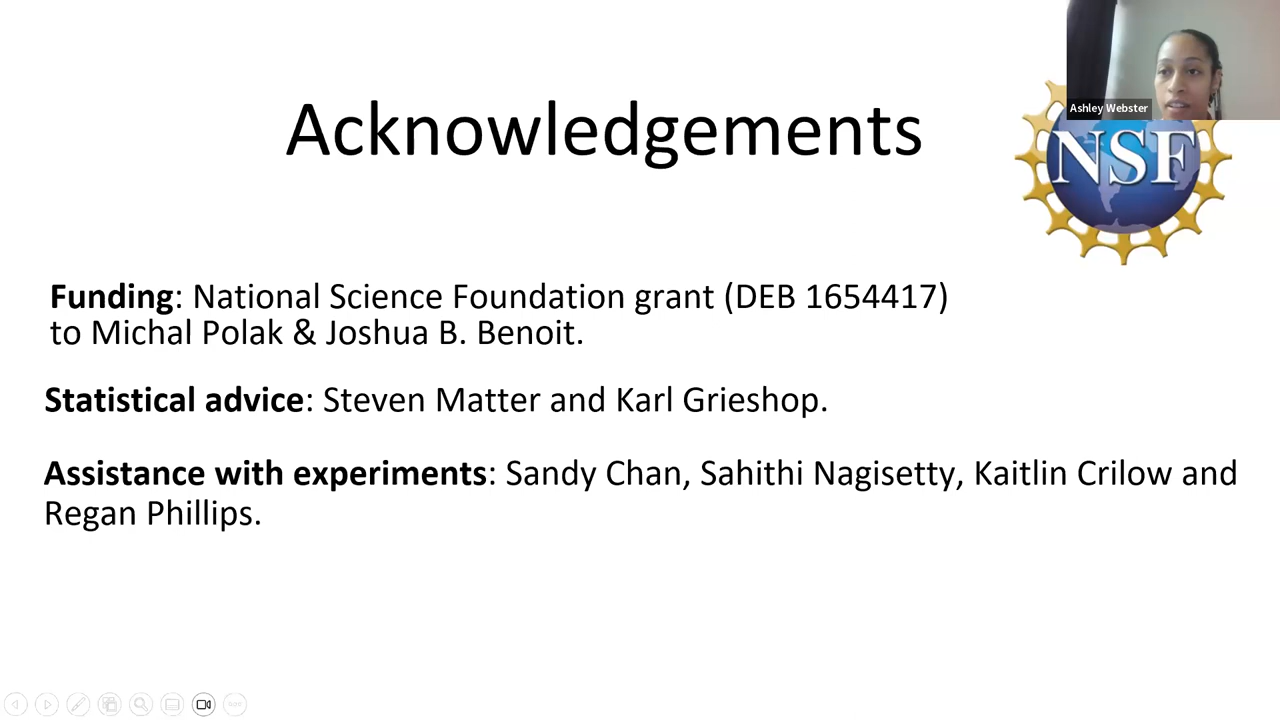 Acknowledgements
Ashley Webster
NSF
Funding: National Science Foundation grant (DEB 1654417)
to Michal Polak & Joshua B. Benoit.
Statistical advice: Steven Matter and Karl Grieshop.
Assistance with experiments: Sandy Chan, Sahithi Nagisetty, Kaitlin Crilow and
Regan Phillips.